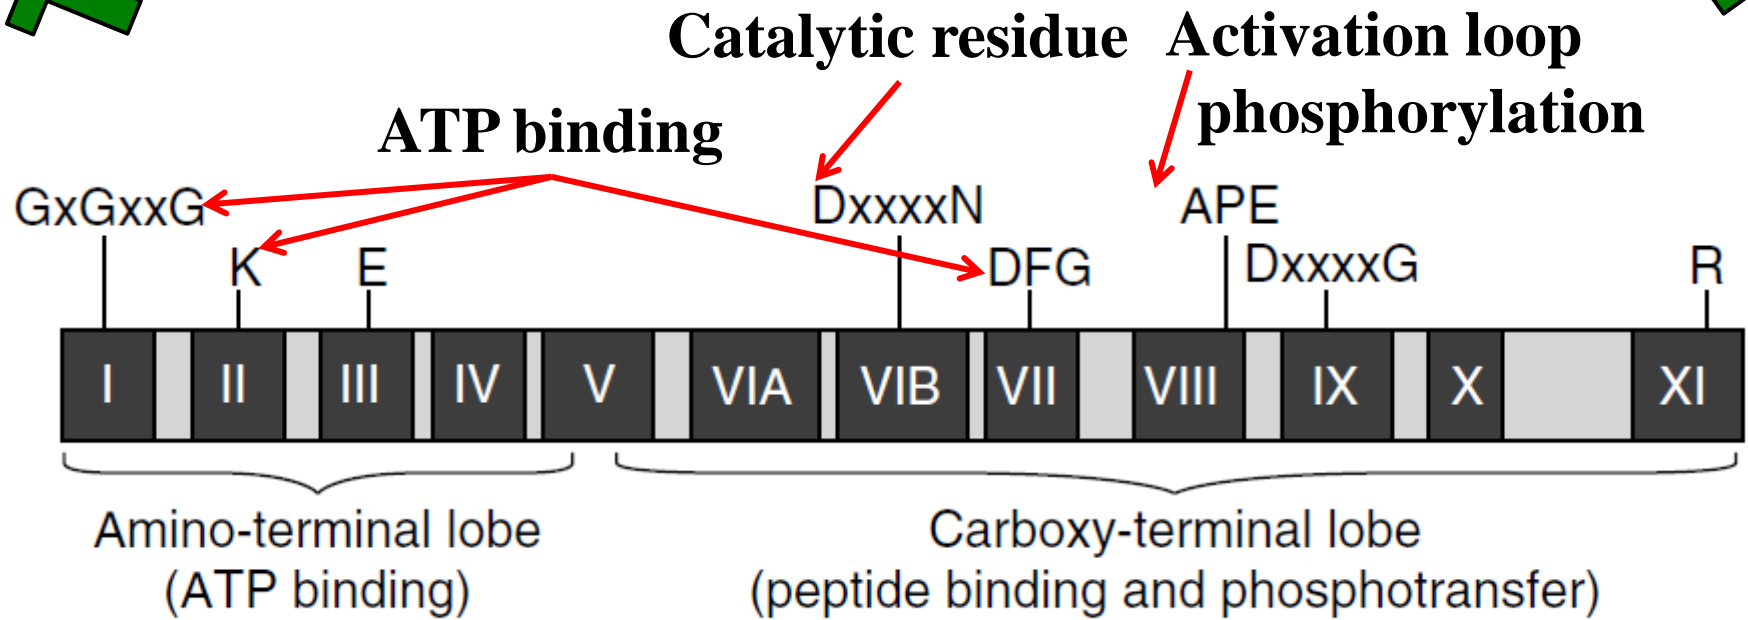 Catalytic residue
Activation loop
phosphorylation
ATP binding
GxGxxG
K
E
DxxxxN
DFG
APE
DxxxxG
R
I II III IV V VIA VIB VII VIII IX X XI
Amino-terminal lobe
(ATP binding)
Carboxy-terminal lobe
(peptide binding and phosphotransfer)